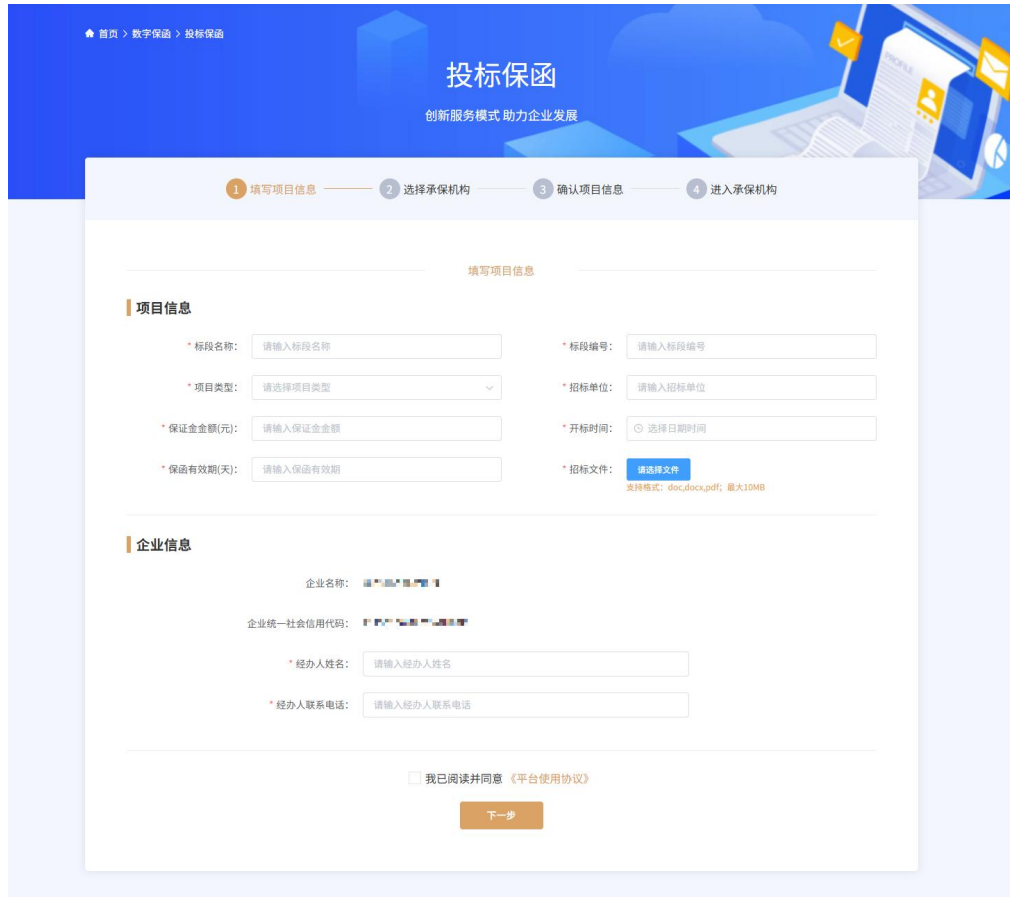 首页 > 数字保函 > 投标保函
投标保函
创新服务模式 助力企业发展
PROFILE
1 填写项目信息 2 选择承保机构 3 确认项目信息 4 进入承保机构
填写项目信息
项目信息
* 标段名称： 请输入标段名称 * 标段编号： 请输入标段编号
* 项目类型： 请选择项目类型 * 招标单位： 请输入招标单位
* 保证金金额(元)： 请输入保证金金额 * 开标时间： 选择日期时间
* 保函有效期(天)： 请输入保函有效期 * 招标文件： 请选择文件
支持格式：doc,docx,pdf；最大10MB
企业信息
企业名称：
企业统一社会信用代码：
* 经办人姓名： 请输入经办人姓名
* 经办人联系电话： 请输入经办人联系电话
我已阅读并同意《平台使用协议》
下一步